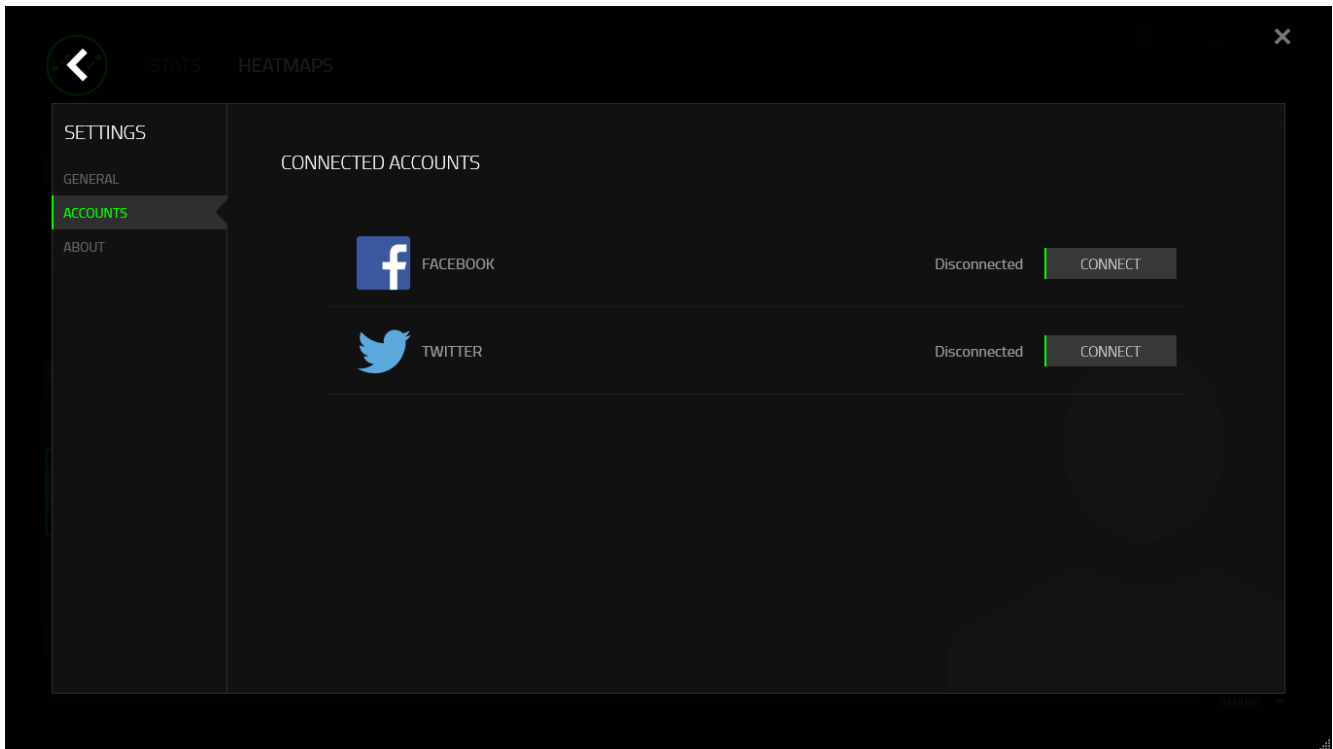 STATS HEATMAPS
SETTINGS
GENERAL
ACCOUNTS
ABOUT
CONNECTED ACCOUNTS
FACEBOOK Disconnected CONNECT
TWITTER Disconnected CONNECT
SHARE